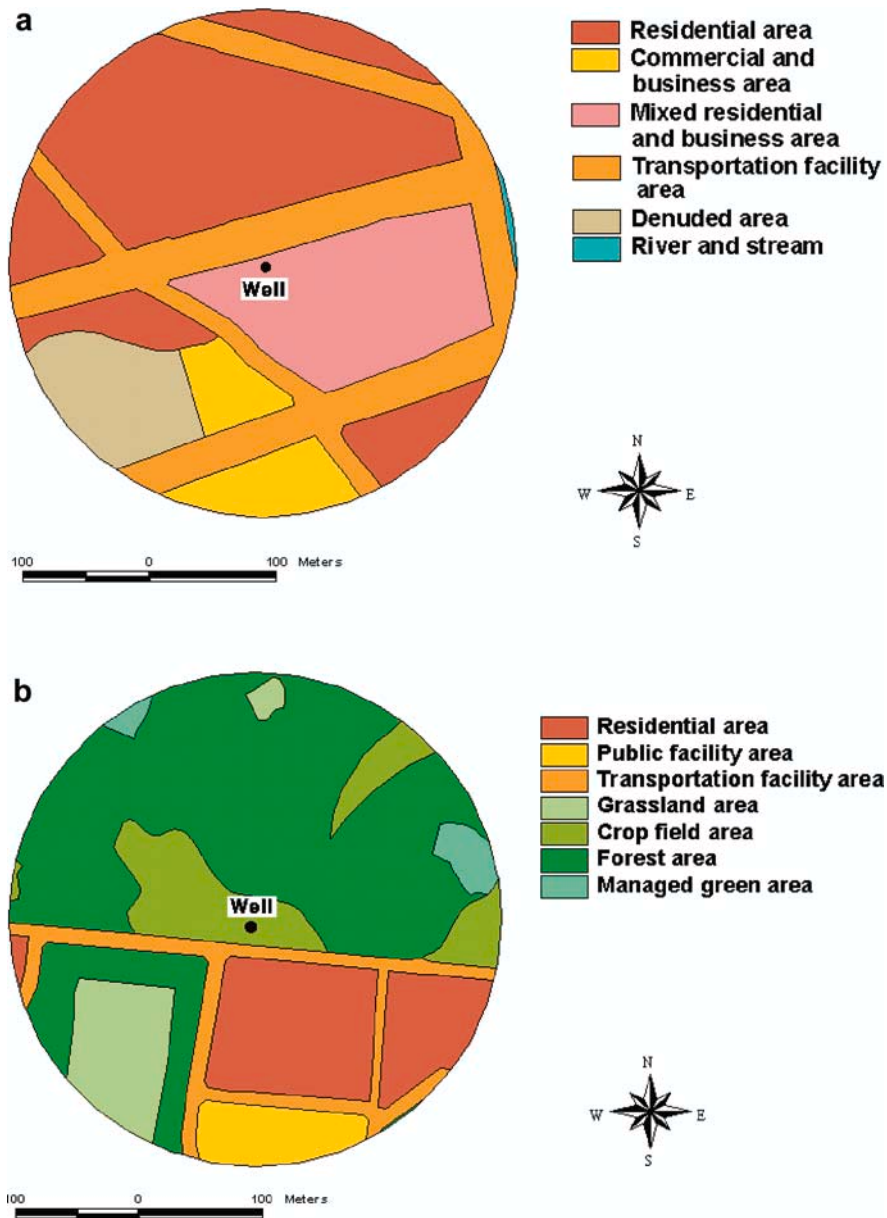 a
Residential area
Commercial and
business area
Mixed residential
and business area
Transportation facility
area
Denuded area
River and stream
Well
N
W E
S
100 0 100 Meters
b
Residential area
Public facility area
Transportation facility area
Grassland area
Crop field area
Forest area
Managed green area
Well
N
W E
S
100 0 100 Meters